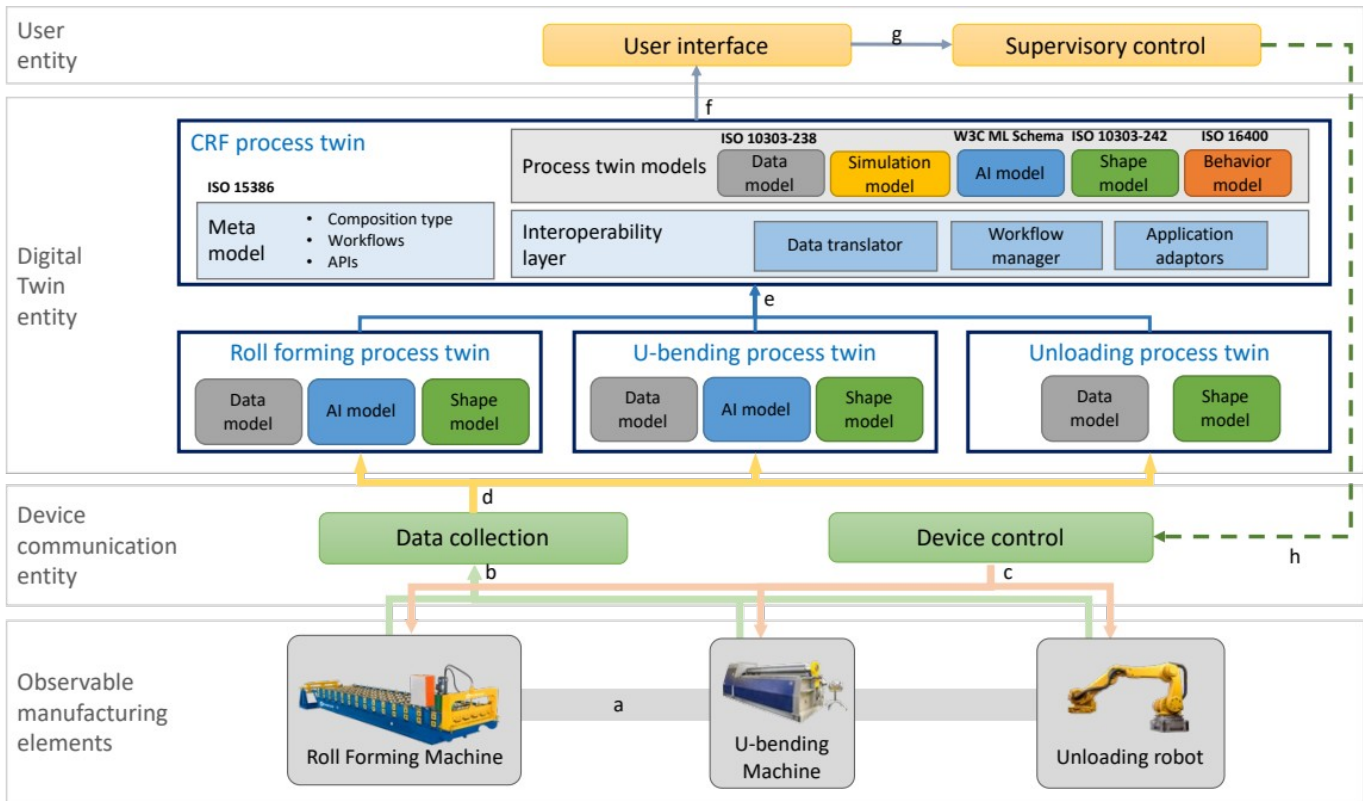 User
entity
User interface
g
Supervisory control
f
Digital
Twin
entity
CRF process twin
ISO 15386
Meta
model
• Composition type
• Workflows
• APIs
Process twin models
ISO 10303-238
Data
model
Simulation
model
W3C ML Schema
AI model
ISO 10303-242
Shape
model
ISO 16400
Behavior
model
Interoperability
layer
Data translator
Workflow
manager
Application
adaptors
e
Roll forming process twin
Data
model
AI model
Shape
model
U-bending process twin
Data
model
AI model
Shape
model
Unloading process twin
Data
model
Shape
model
Device
communication
entity
d
Data collection
Device control
h
b
c
Observable
manufacturing
elements
Roll Forming Machine
a
U-bending
Machine
Unloading robot